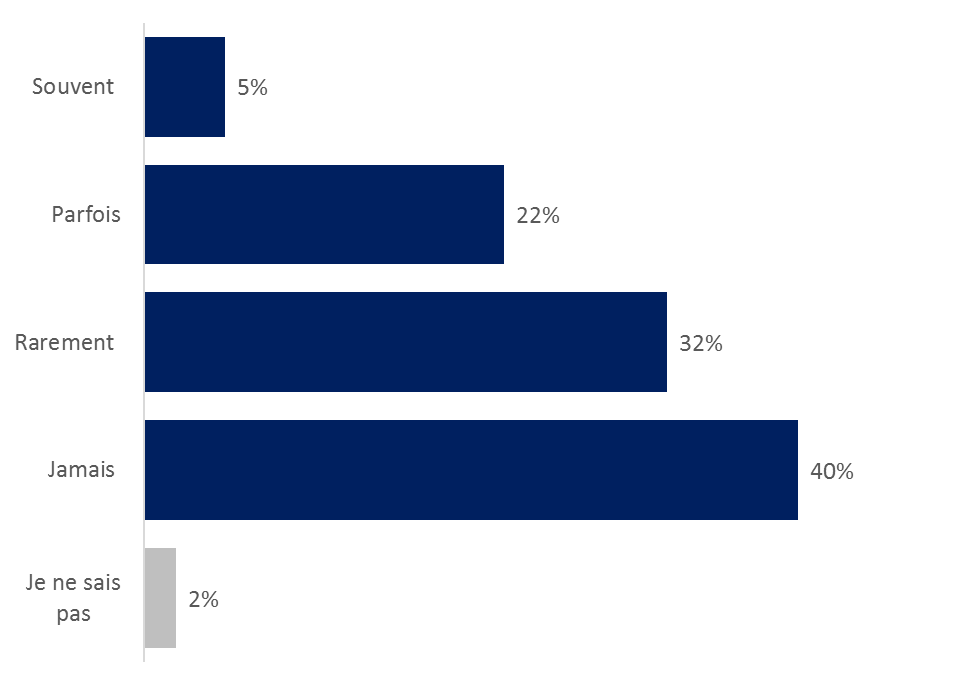 Souvent 5%
Parfois 22%
Rarement 32%
Jamais 40%
Je ne sais
pas 2%